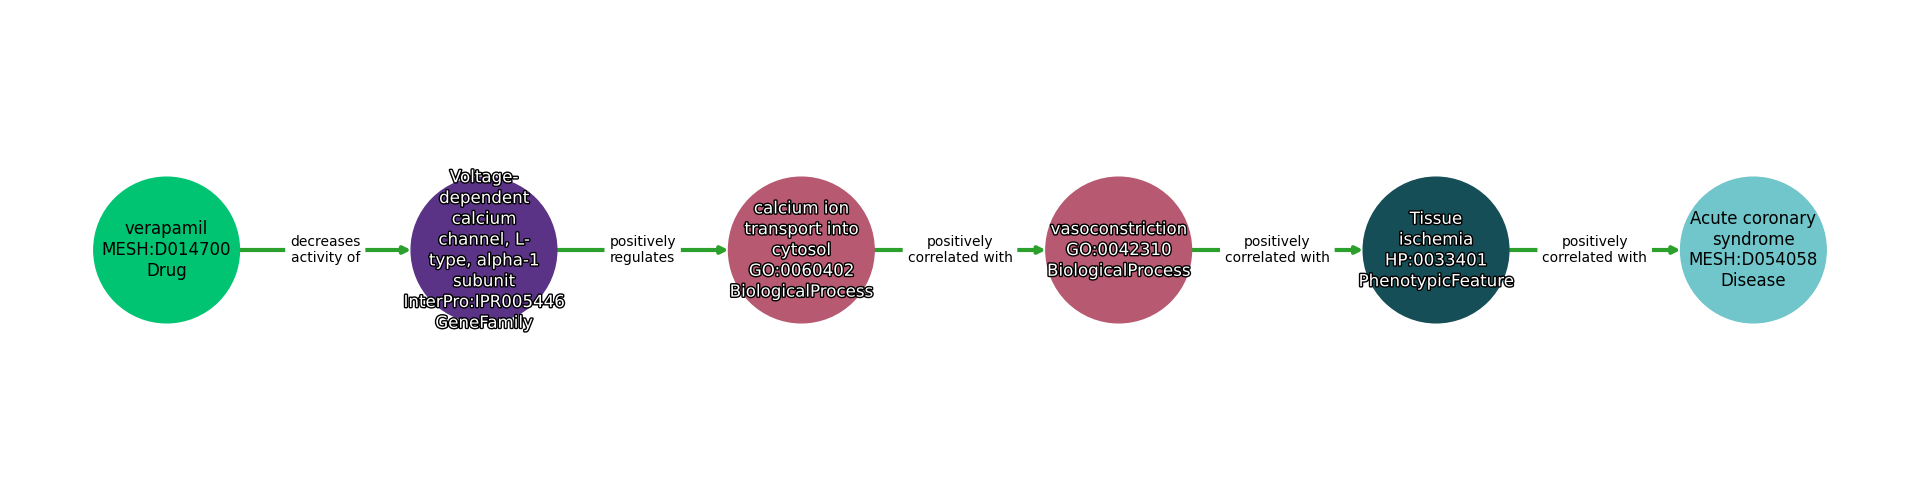 verapamil
MESH:D014700
Drug
decreases
activity of
Voltage-
dependent
calcium
channel, L-
type, alpha-1
subunit
InterPro:IPR005446
GeneFamily
positively
regulates
calcium ion
transport into
cytosol
GO:0060402
BiologicalProcess
positively
correlated with
vasoconstriction
GO:0042310
BiologicalProcess
positively
correlated with
Tissue
ischemia
HP:0033401
PhenotypicFeature
positively
correlated with
Acute coronary
syndrome
MESH:D054058
Disease